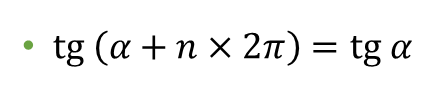 • tg (𝛼 + 𝑛 × 2𝜋) = tg 𝛼